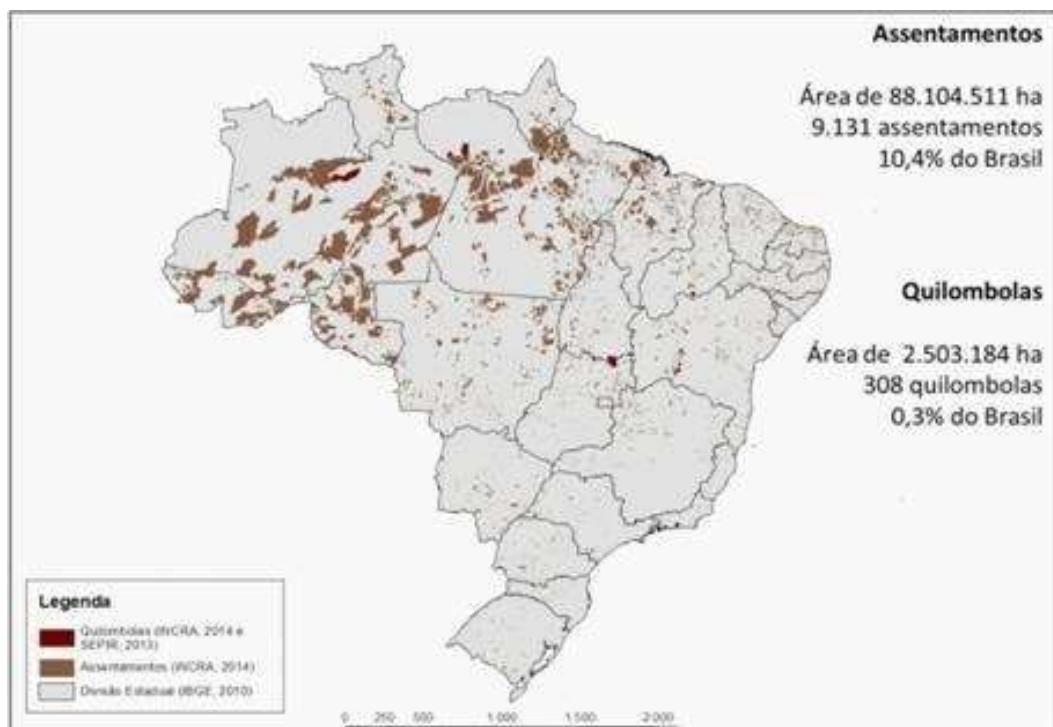 Assentamentos
Área de 88.104.511 ha
9.131 assentamentos
10,4% do Brasil
Quilombolas
Área de 2.503.184 ha
308 quilombolas
0,3% do Brasil
Legenda
Quilombolas (INCRA, 2014 e
SEPIR, 2013)
Assentamentos (INCRA, 2014)
Divisão Estadual (IBGE, 2010)
0 250 500 1.000 1.500 2.000